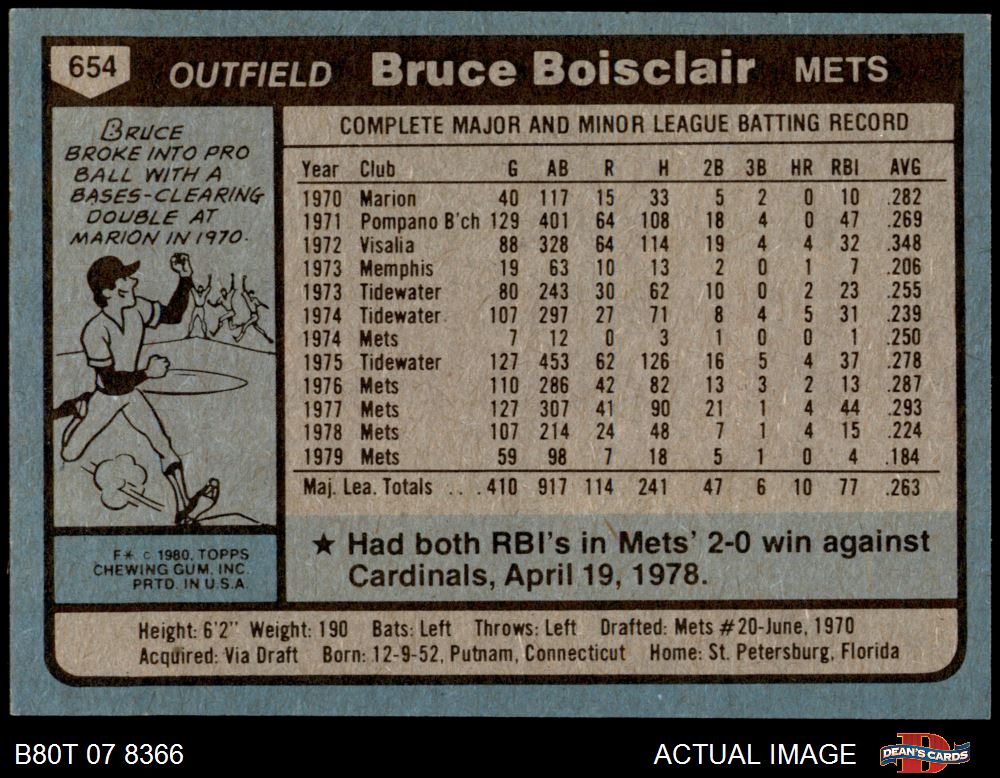 654 OUTFIELD Bruce Boisclair METS
BRUCE
BROKE INTO PRO
BALL WITH A
BASES-CLEARING
DOUBLE AT
MARION IN 1970.
COMPLETE MAJOR AND MINOR LEAGUE BATTING RECORD
Year Club G AB R H 2B 3B HR RBI AVG
1970 Marion 40 117 15 33 5 2 0 10 .282
1971 Pompano B'ch 129 401 64 108 18 4 0 47 .269
1972 Visalia 88 328 64 114 19 4 4 32 .348
1973 Memphis 19 63 10 13 2 0 1 7 .206
1973 Tidewater 80 243 30 62 10 0 2 23 .255
1974 Tidewater 107 297 27 71 8 4 5 31 .239
1974 Mets 7 12 0 3 1 0 0 1 .250
1975 Tidewater 127 453 62 126 16 5 4 37 .278
1976 Mets 110 286 42 82 13 3 2 13 .287
1977 Mets 127 307 41 90 21 1 4 44 .293
1978 Mets 107 214 24 48 7 1 4 15 .224
1979 Mets 59 98 7 18 5 1 0 4 .184
Maj. Lea. Totals . . . 410 917 114 241 47 6 10 77 .263
★ Had both RBI's in Mets' 2-0 win against
Cardinals, April 19, 1978.
F* © 1980, TOPPS
CHEWING GUM, INC.
PRTD. IN U.S.A.
Height: 6'2" Weight: 190 Bats: Left Throws: Left Drafted: Mets #20-June, 1970
Acquired: Via Draft Born: 12-9-52, Putnam, Connecticut Home: St. Petersburg, Florida
B80T 07 8366 ACTUAL IMAGE DEAN'S CARDS